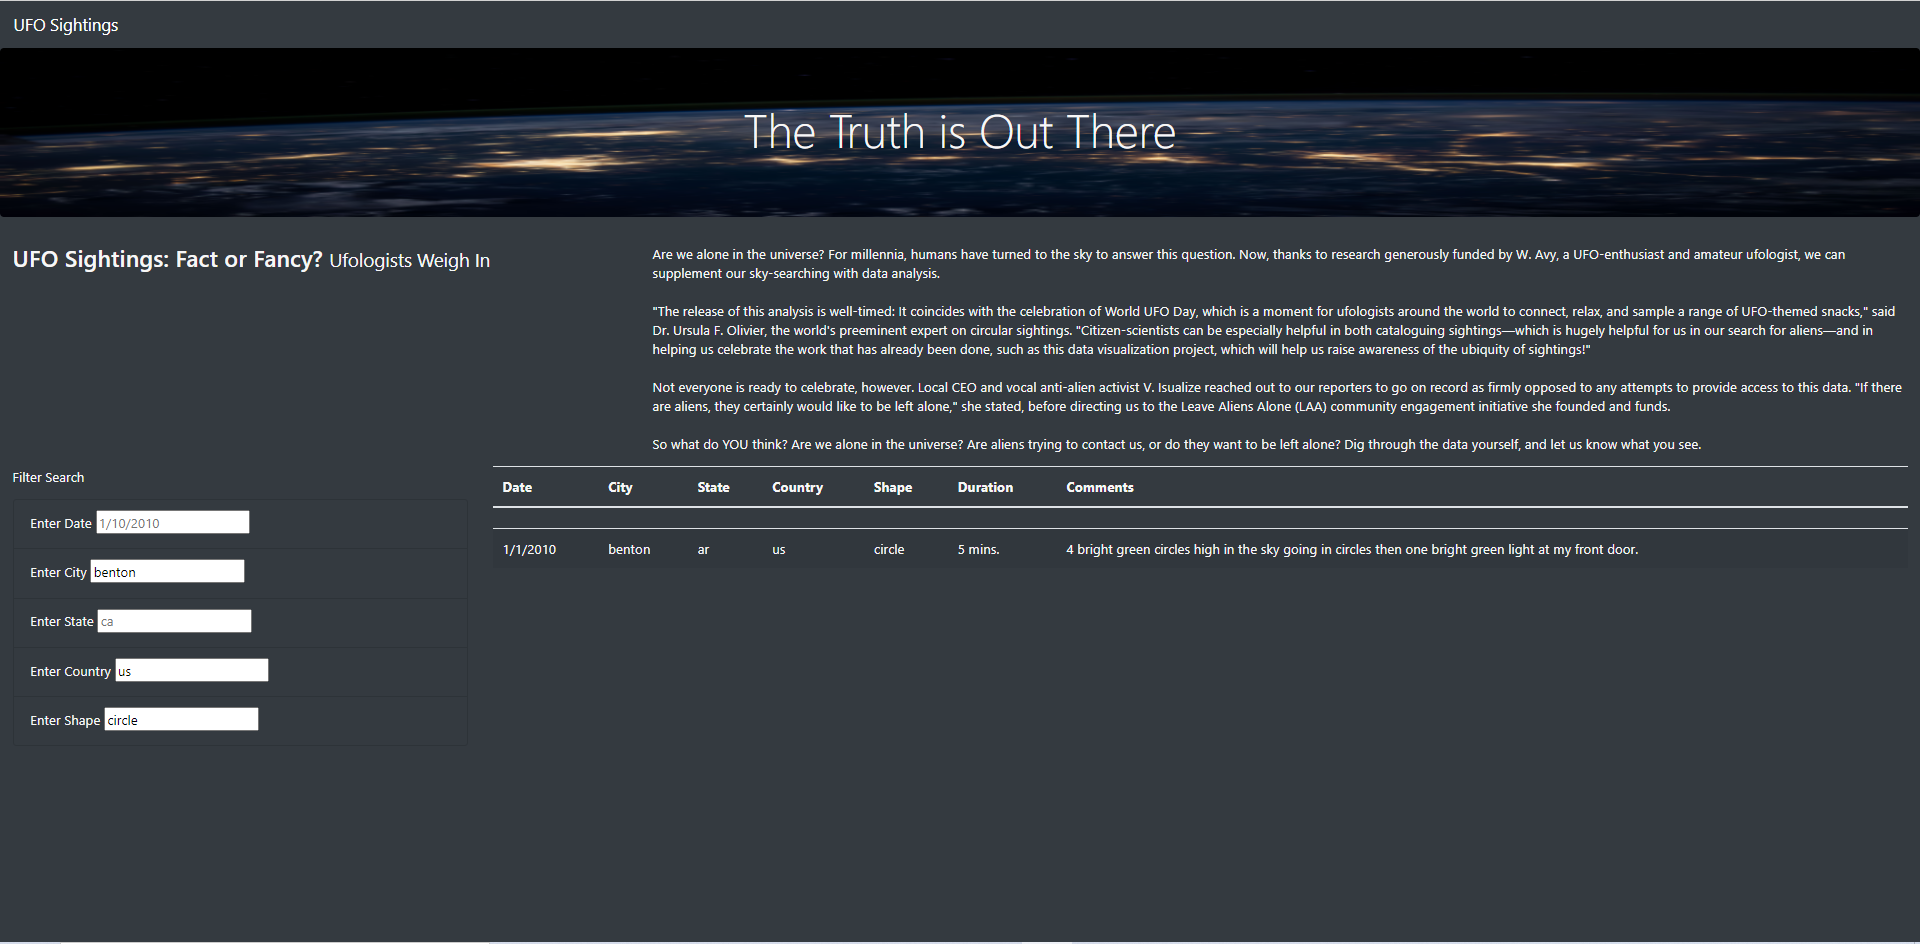 UFO Sightings
The Truth is Out There
UFO Sightings: Fact or Fancy? Ufologists Weigh In
Are we alone in the universe? For millennia, humans have turned to the sky to answer this question. Now, thanks to research generously funded by W. Avy, a UFO-enthusiast and amateur ufologist, we can
supplement our sky-searching with data analysis.
"The release of this analysis is well-timed: It coincides with the celebration of World UFO Day, which is a moment for ufologists around the world to connect, relax, and sample a range of UFO-themed snacks," said
Dr. Ursula F. Olivier, the world's preeminent expert on circular sightings. "Citizen-scientists can be especially helpful in both cataloguing sightings—which is hugely helpful for us in our search for aliens—and in
helping us celebrate the work that has already been done, such as this data visualization project, which will help us raise awareness of the ubiquity of sightings!"
Not everyone is ready to celebrate, however. Local CEO and vocal anti-alien activist V. Isualize reached out to our reporters to go on record as firmly opposed to any attempts to provide access to this data. "If there
are aliens, they certainly would like to be left alone," she stated, before directing us to the Leave Aliens Alone (LAA) community engagement initiative she founded and funds.
So what do YOU think? Are we alone in the universe? Are aliens trying to contact us, or do they want to be left alone? Dig through the data yourself, and let us know what you see.
Filter Search
Enter Date 1/10/2010
Enter City benton
Enter State ca
Enter Country us
Enter Shape circle
Date City State Country Shape Duration Comments
1/1/2010 benton ar us circle 5 mins. 4 bright green circles high in the sky going in circles then one bright green light at my front door.